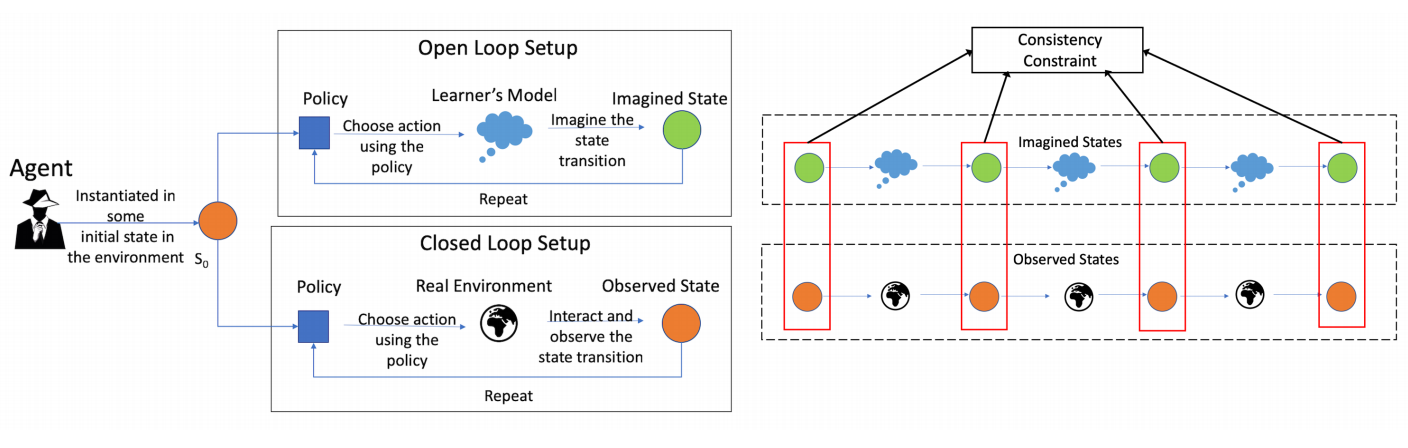 Agent
Instantiated in
some
initial state in
the environment
S0
Open Loop Setup
Policy
Choose action
using the
policy
Learner's Model
Imagine the
state
transition
Imagined State
Repeat
Closed Loop Setup
Policy
Choose action
using the
policy
Real Environment
Interact and
observe the
state transition
Observed State
Repeat
Consistency
Constraint
Imagined States
Observed States